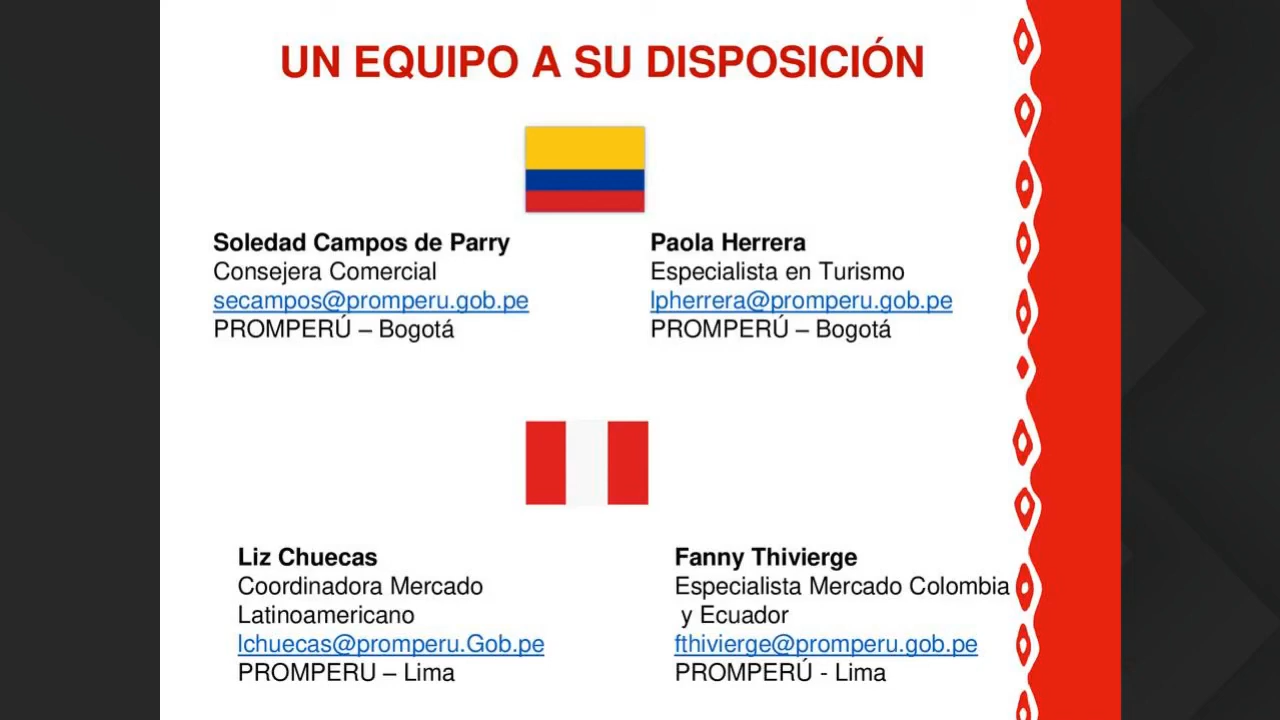 UN EQUIPO A SU DISPOSICIÓN
Soledad Campos de Parry
Consejera Comercial
secampos@promperu.gob.pe
PROMPERÚ – Bogotá
Paola Herrera
Especialista en Turismo
lpherrera@promperu.gob.pe
PROMPERÚ – Bogotá
Liz Chuecas
Coordinadora Mercado
Latinoamericano
lchuecas@promperu.Gob.pe
PROMPERU – Lima
Fanny Thivierge
Especialista Mercado Colombia
y Ecuador
fthivierge@promperu.gob.pe
PROMPERÚ - Lima